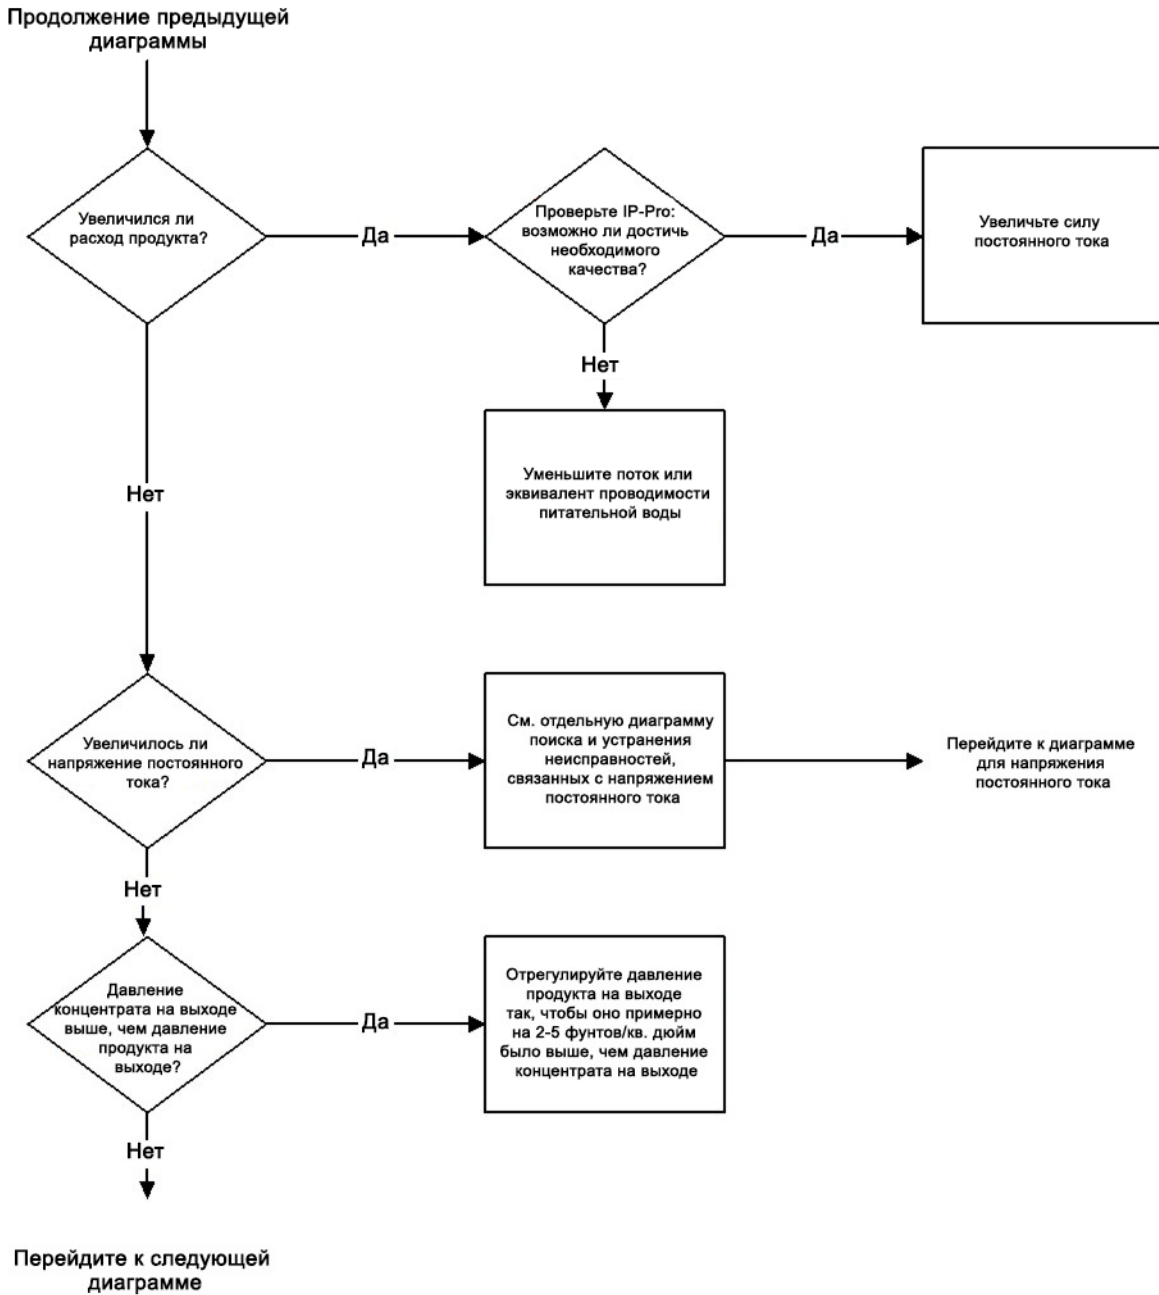 Продолжение предыдущей
диаграммы
Увеличился ли
расход продукта?
Да
Проверьте IP-Pro:
возможно ли достичь
необходимого
качества?
Да
Увеличьте силу
постоянного тока
Нет
Уменьшите поток или
эквивалент проводимости
питательной воды
Нет
Увеличилось ли
напряжение постоянного
тока?
Да
См. отдельную диаграмму
поиска и устранения
неисправностей,
связанных с напряжением
постоянного тока
Перейдите к диаграмме
для напряжения
постоянного тока
Нет
Давление
концентрата на выходе
выше, чем давление
продукта на
выходе?
Да
Отрегулируйте давление
продукта на выходе
так, чтобы оно примерно
на 2-5 фунтов/кв. дюйм
было выше, чем давление
концентрата на выходе
Нет
Перейдите к следующей
диаграмме